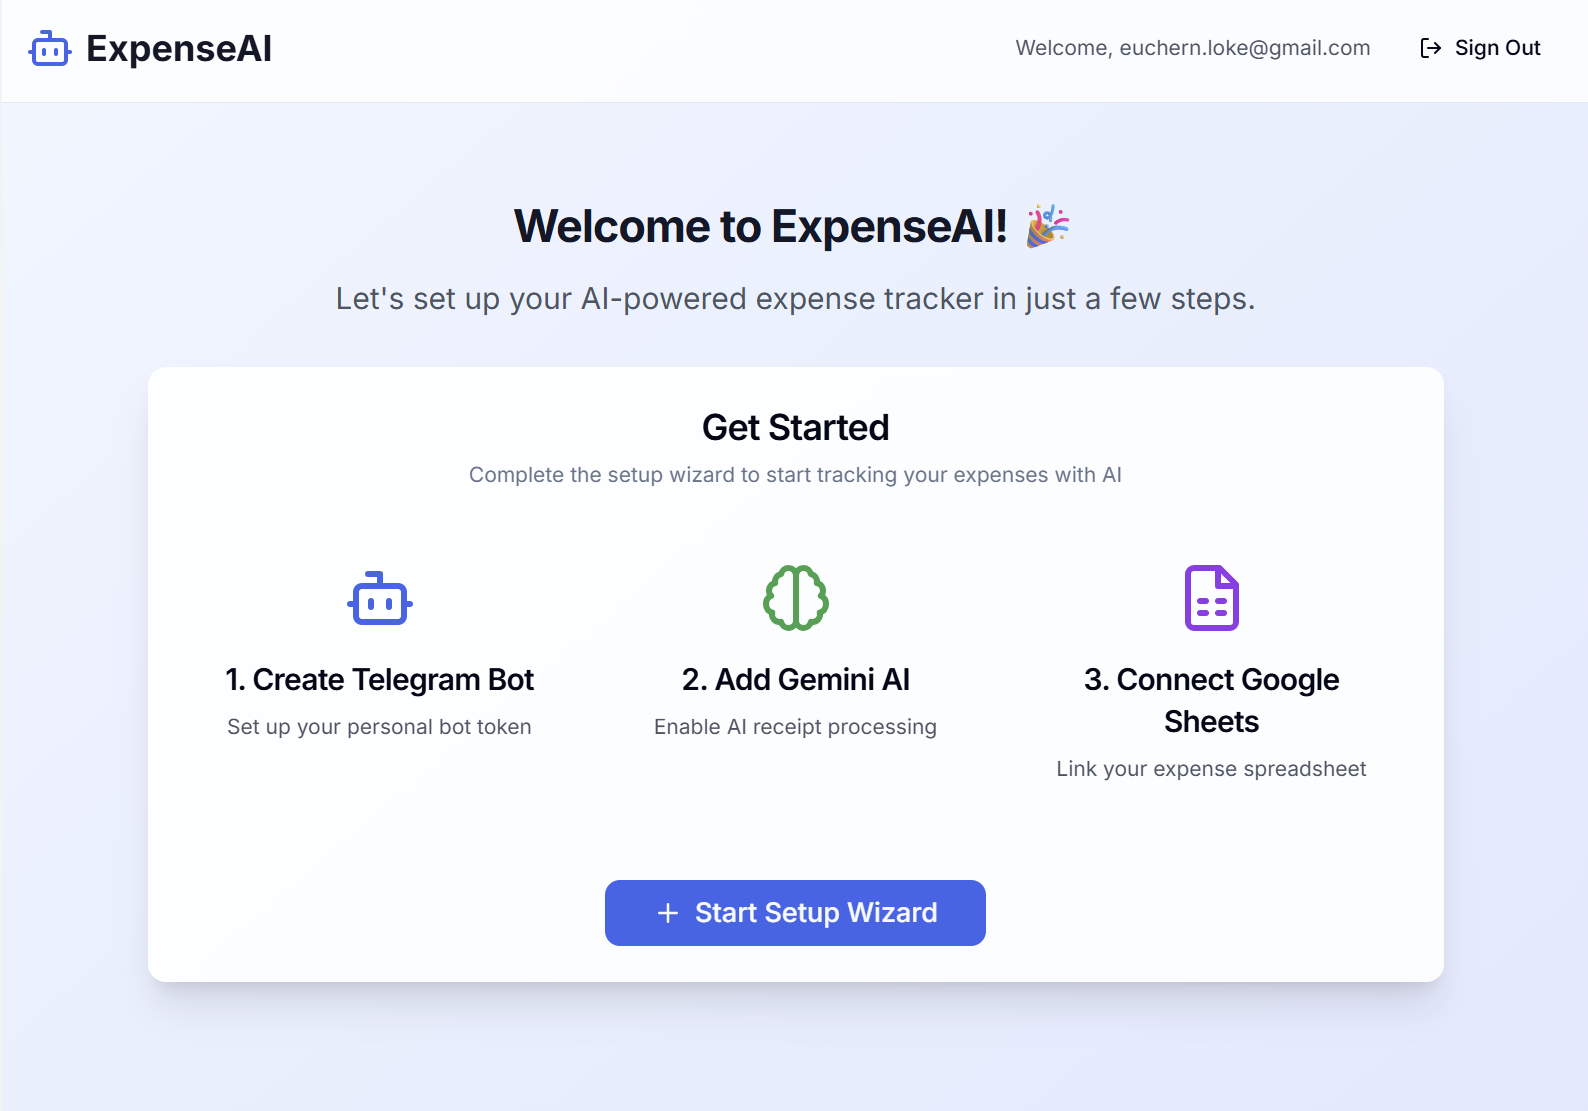 ExpenseAI
Welcome, euchern.loke@gmail.com
Sign Out
Welcome to ExpenseAI! 🎉
Let's set up your AI-powered expense tracker in just a few steps.
Get Started
Complete the setup wizard to start tracking your expenses with AI
1. Create Telegram Bot
Set up your personal bot token
2. Add Gemini AI
Enable AI receipt processing
3. Connect Google
Sheets
Link your expense spreadsheet
+ Start Setup Wizard